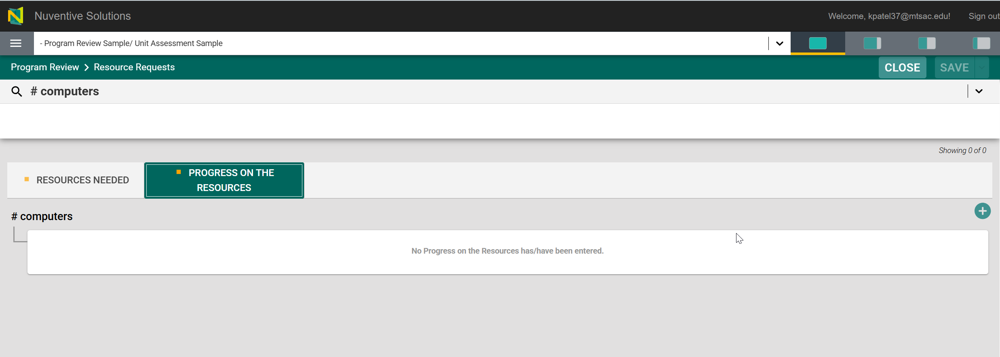 Nuventive Solutions
Welcome, kpatel37@mtsac.edu!
Sign out
- Program Review Sample/ Unit Assessment Sample
Program Review > Resource Requests
CLOSE
SAVE
# computers
Showing 0 of 0
RESOURCES NEEDED
PROGRESS ON THE
RESOURCES
# computers
No Progress on the Resources has/have been entered.